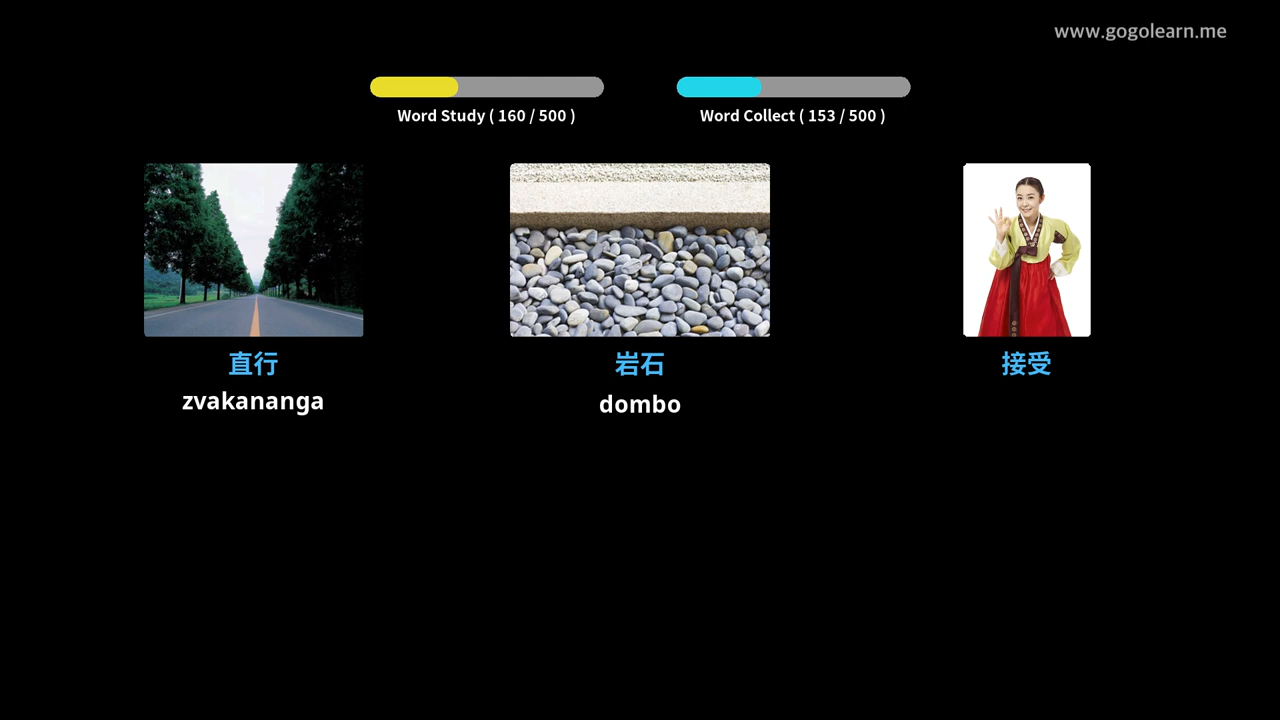 www.gogolearn.me
Word Study ( 160 / 500 )
Word Collect ( 153 / 500 )
直行
岩石
接受
zvakananga
dombo